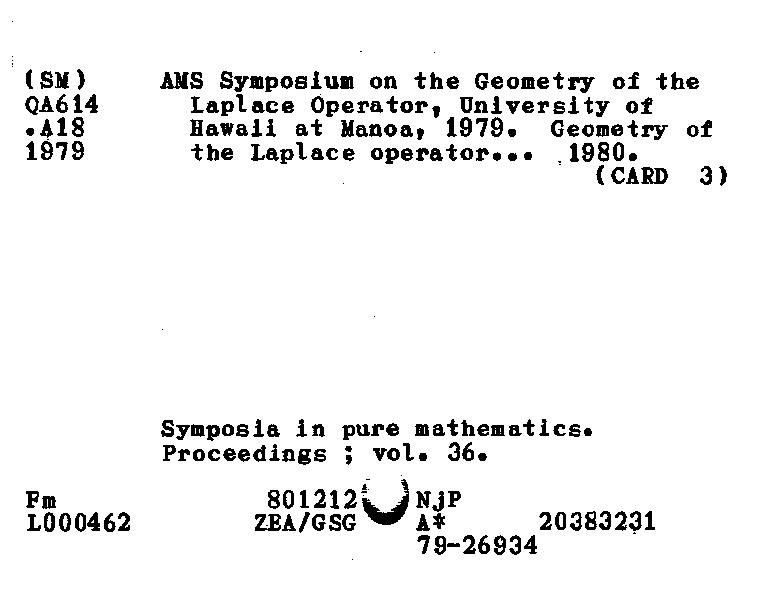 (SM) AMS Symposium on the Geometry of the
QA614 Laplace Operator, University of
.A18 Hawaii at Manoa, 1979. Geometry of
1979 the Laplace operator... 1980.
(CARD 3)
Symposia in pure mathematics.
Proceedings ; vol. 36.
Fm 801212 NjP
L000462 ZEA/GSG A* 20383231
79-26934